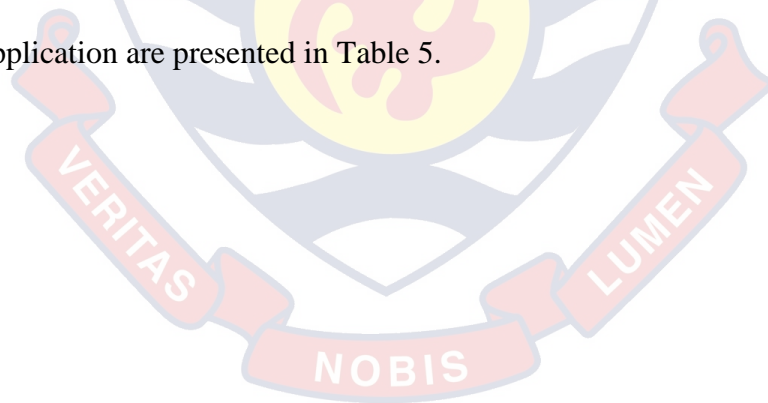 pplication are presented in Table 5.
VERITAS
NOBIS
LUMEN